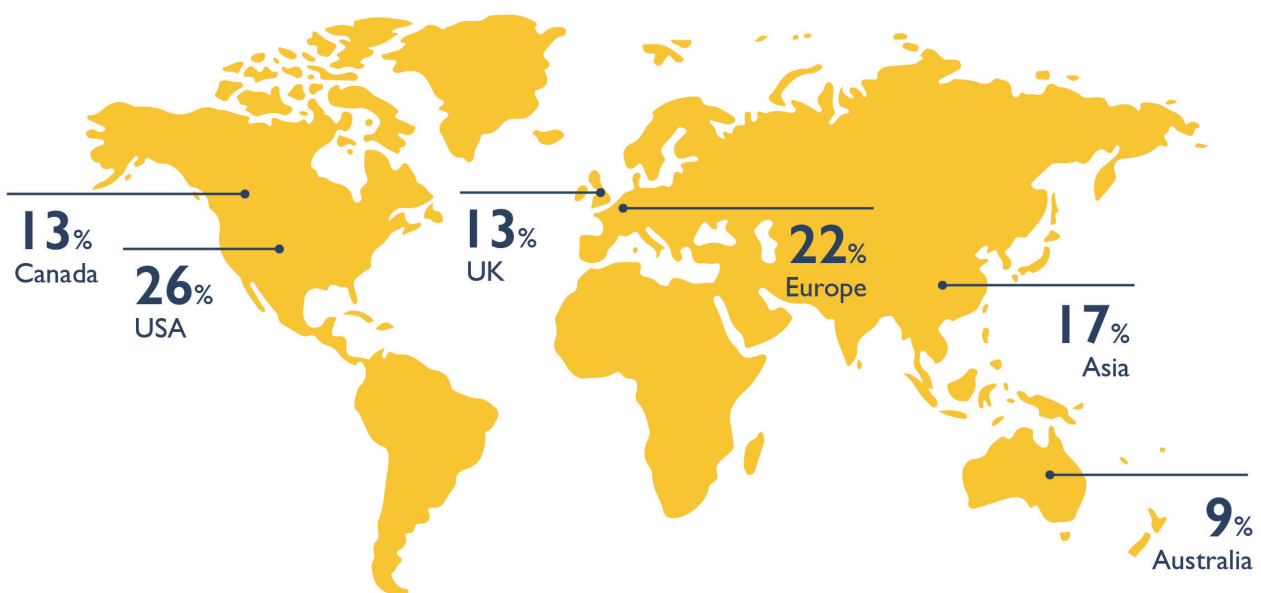 13%
Canada
26%
USA
13%
UK
22%
Europe
17%
Asia
9%
Australia